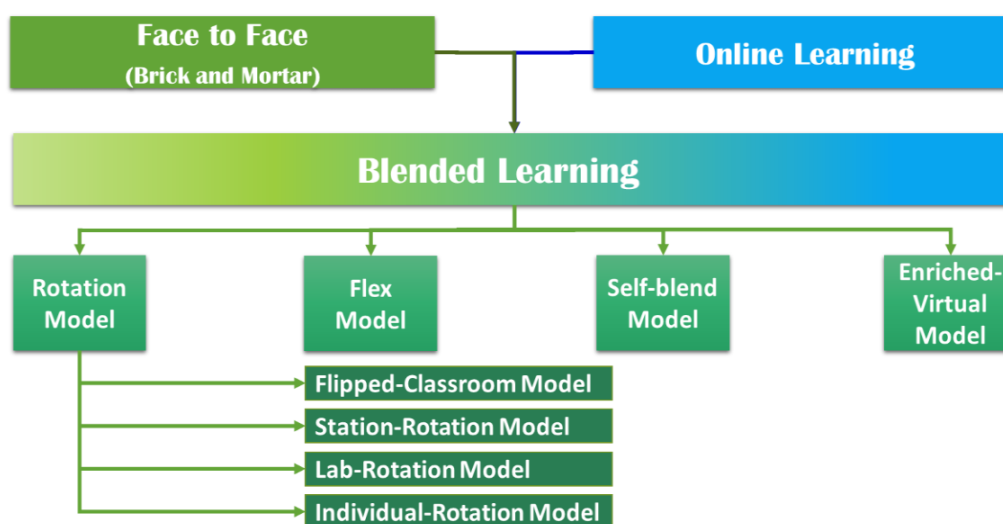 Face to Face
(Brick and Mortar)
Online Learning
Blended Learning
Rotation
Model
Flex
Model
Self-blend
Model
Enriched-
Virtual
Model
Flipped-Classroom Model
Station-Rotation Model
Lab-Rotation Model
Individual-Rotation Model